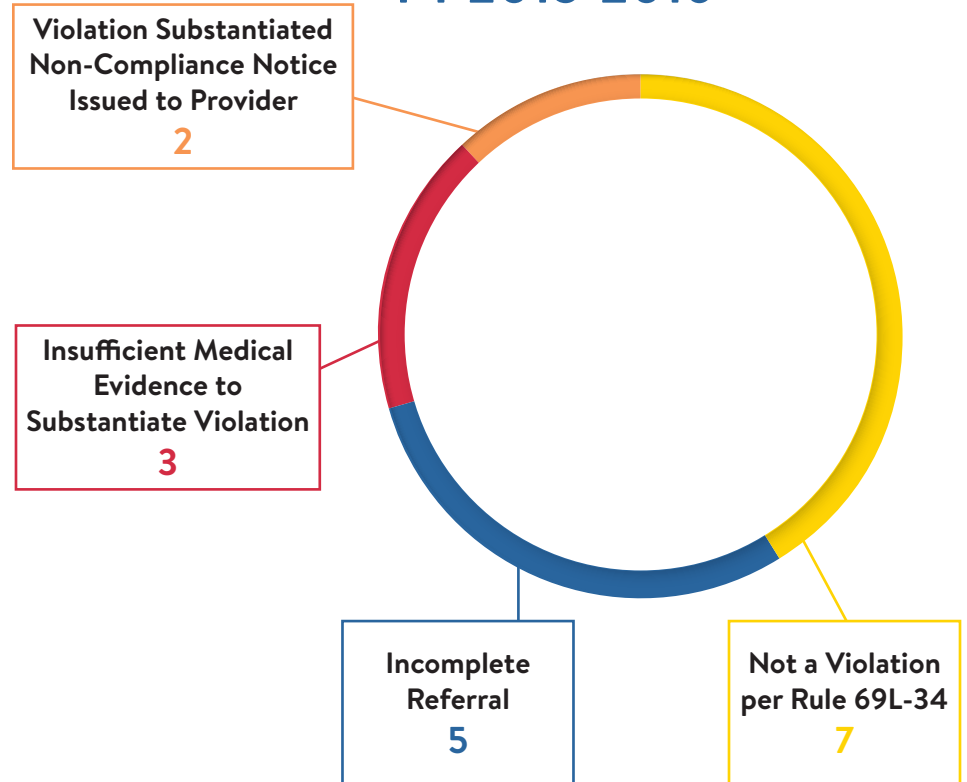 Violation Substantiated
Non-Compliance Notice
Issued to Provider
2
Insufficient Medical
Evidence to
Substantiate Violation
3
Incomplete
Referral
5
Not a Violation
per Rule 69L-34
7